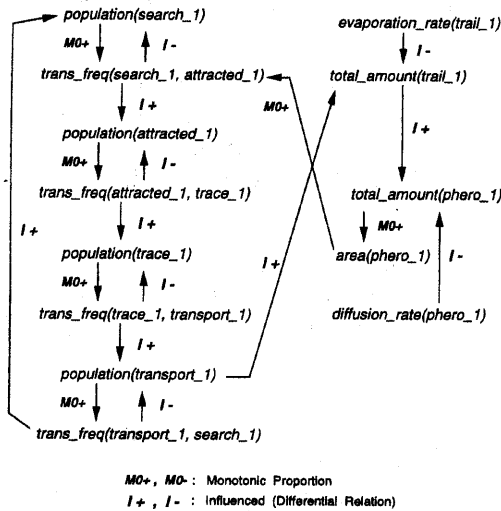 population(search_1)
M0+ I -
trans_freq(search_1, attracted_1)
I +
population(attracted_1)
M0+ I -
trans_freq(attracted_1, trace_1)
I +
population(trace_1)
M0+ I -
trans_freq(trace_1, transport_1)
I +
population(transport_1)
M0+ I -
trans_freq(transport_1, search_1)
I +
evaporation_rate(trail_1)
I -
total_amount(trail_1)
M0+
I +
total_amount(phero_1)
M0+
area(phero_1)
I -
I +
diffusion_rate(phero_1)
M0+, M0- : Monotonic Proportion
I + , I - : Influenced (Differential Relation)